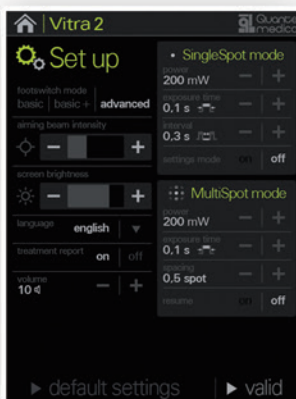 Vitra 2
Quantel
medical
Set up
footswitch mode
basic | basic + | advanced
aiming beam intensity
− +
screen brightness
− +
language
english
treatment report
on off
volume
10
− +
SingleSpot mode
power
200 mW − +
exposure time
0,1 s − +
interval
0,3 s − +
settings mode on off
MultiSpot mode
power
200 mW − +
exposure time
0,1 s − +
spacing
0.5 spot − +
resume on off
default settings
valid